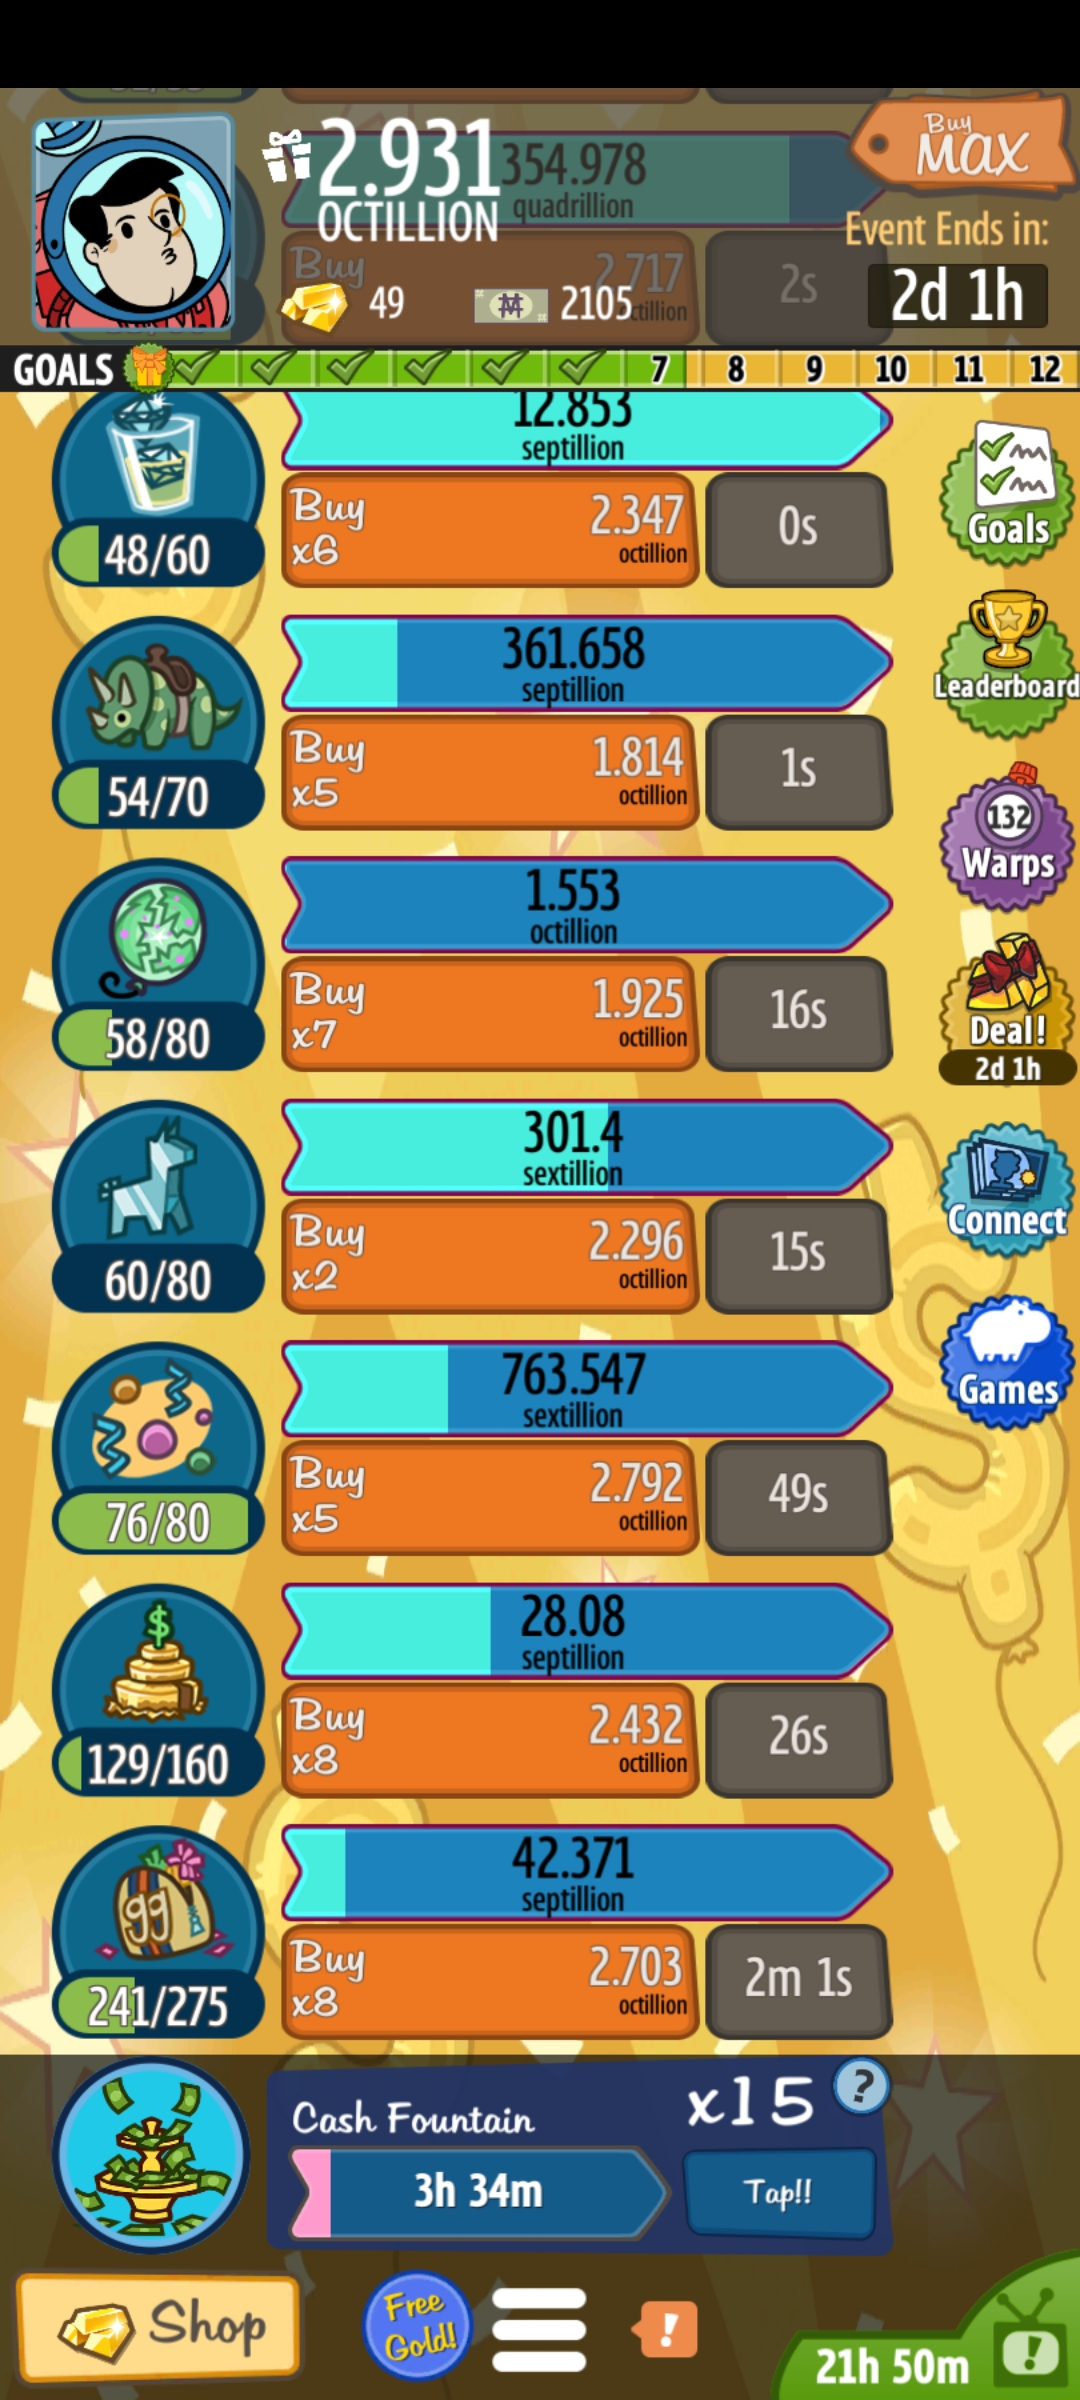 2.931
OCTILLION
354.978
quadrillion
Buy
MAX
Event Ends in:
2d 1h
Buy
2.717
2s
49
2105
GOALS
7
8
9
10
11
12
12.853
septillion
48/60
Buy
x6
2.347
octillion
0s
Goals
361.658
septillion
54/70
Buy
x5
1.814
octillion
1s
Leaderboard
1.553
octillion
58/80
Buy
x7
1.925
octillion
16s
132
Warps
Deal!
2d 1h
301.4
sextillion
60/80
Buy
x2
2.296
octillion
15s
Connect
763.547
sextillion
76/80
Buy
x5
2.792
octillion
49s
Games
28.08
septillion
$
129/160
Buy
x8
2.432
octillion
26s
42.371
septillion
99
241/275
Buy
x8
2.703
octillion
2m 1s
Cash Fountain
x15
?
3h 34m
Tap!!
Shop
Free
Gold!
!
21h 50m
!